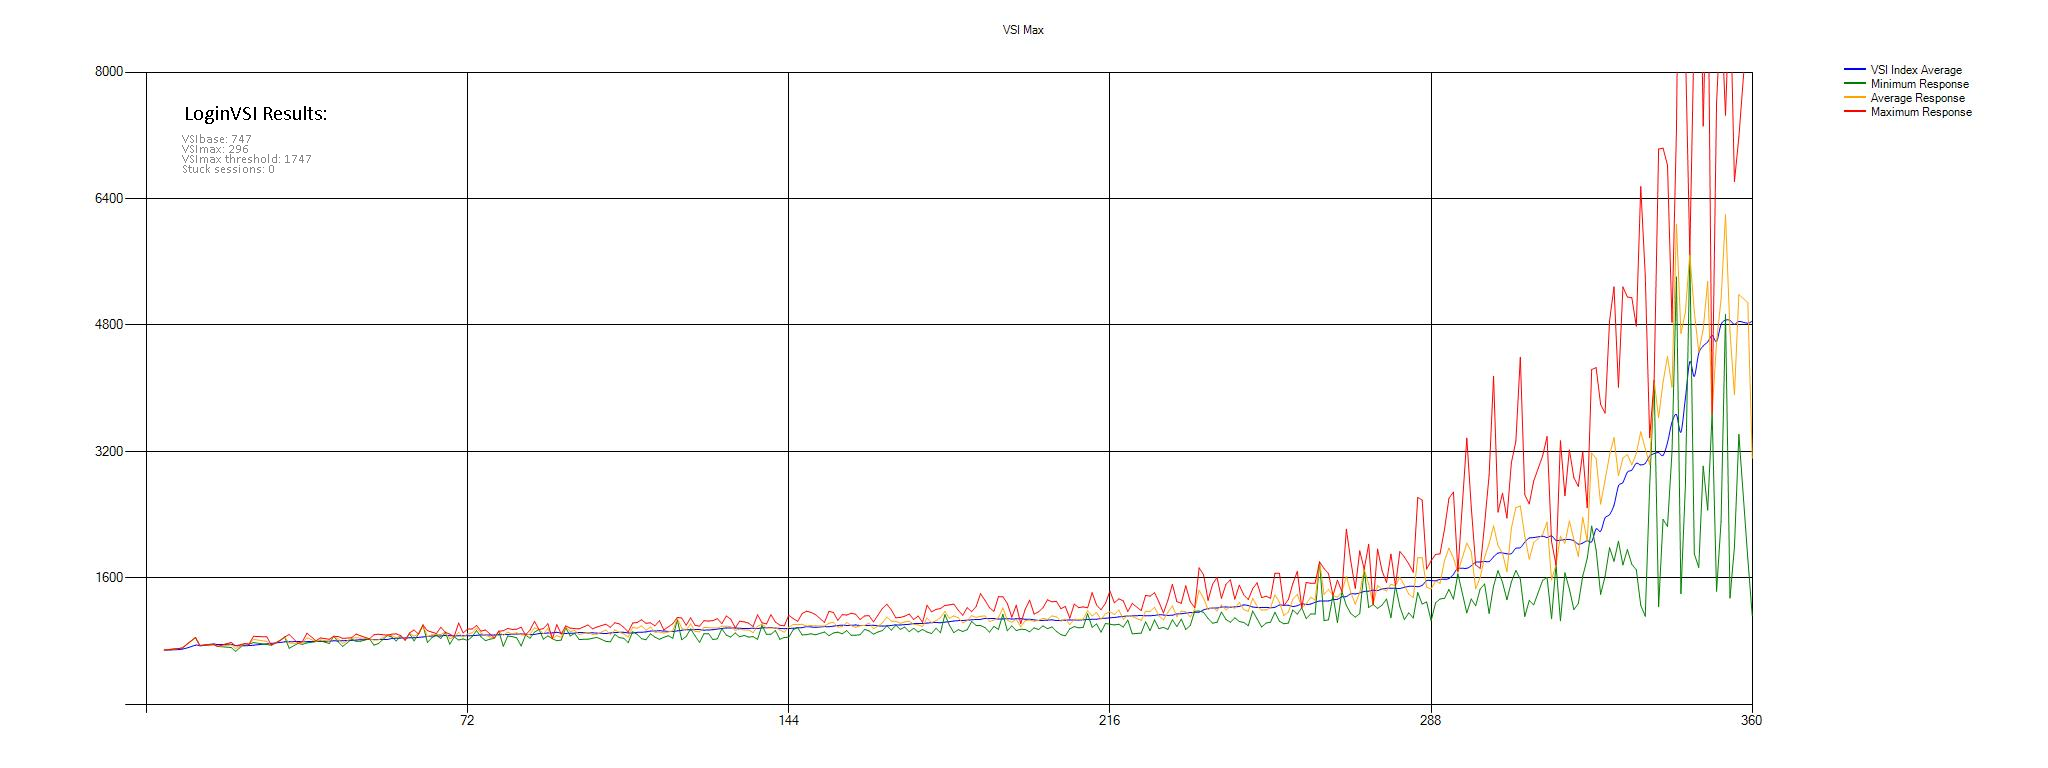 VSI Max
8000
6400
4800
3200
1600
72
144
216
288
360
LoginVSI Results:
VSIbase: 747
VSImax: 296
VSImax threshold: 1747
Stuck sessions: 0
VSI Index Average
Minimum Response
Average Response
Maximum Response